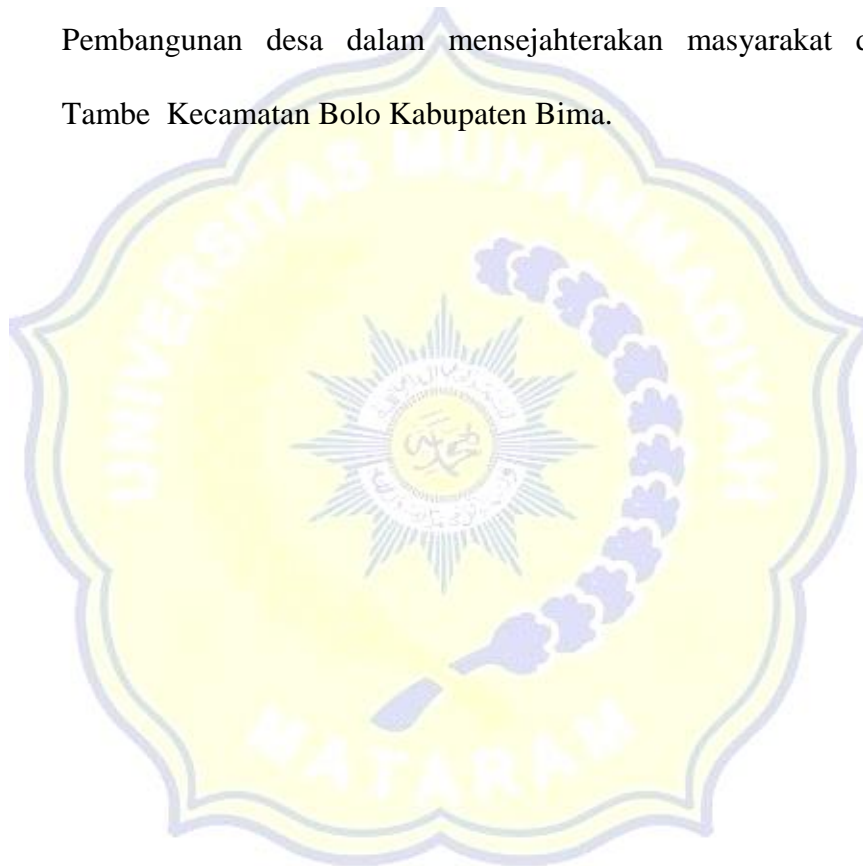 Pembangunan desa dalam mensejahterakan masyarakat d
Tambe Kecamatan Bolo Kabupaten Bima.
UNIVERSITAS MUHAMMADIYAH
MATARAM